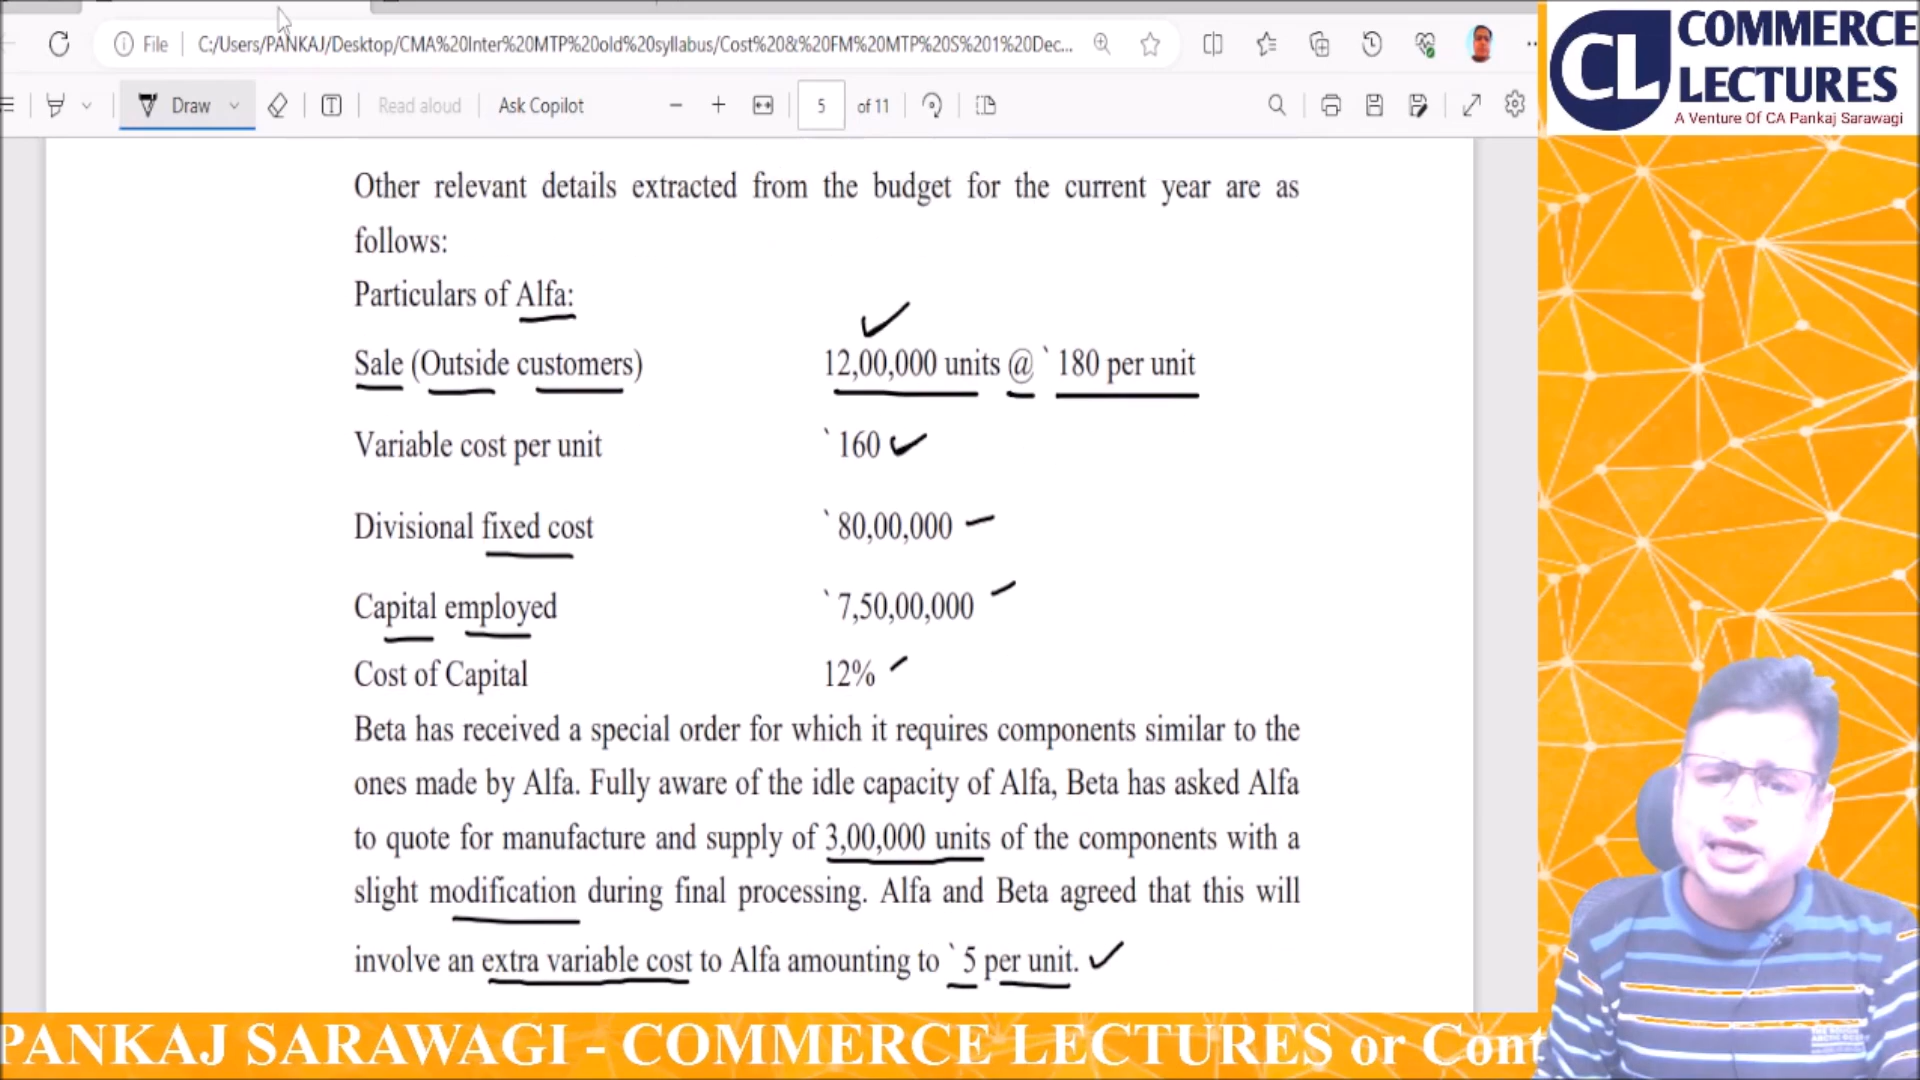 File
C:/Users/PANKAJ/Desktop/CMA%20Inter%20MTP%20old%20syllabus/Cost%20&%20FM%20MTP%20S%201%20Dec...
Draw
Read aloud
Ask Copilot
5 of 11
CL
COMMERCE
LECTURES
A Venture Of CA Pankaj Sarawagi
Other relevant details extracted from the budget for the current year are as
follows:
Particulars of Alfa:
Sale (Outside customers) 12,00,000 units @ ` 180 per unit
Variable cost per unit ` 160
Divisional fixed cost ` 80,00,000
Capital employed ` 7,50,00,000
Cost of Capital 12%
Beta has received a special order for which it requires components similar to the
ones made by Alfa. Fully aware of the idle capacity of Alfa, Beta has asked Alfa
to quote for manufacture and supply of 3,00,000 units of the components with a
slight modification during final processing. Alfa and Beta agreed that this will
involve an extra variable cost to Alfa amounting to ` 5 per unit.
PANKAJ SARAWAGI - COMMERCE LECTURES or Cont